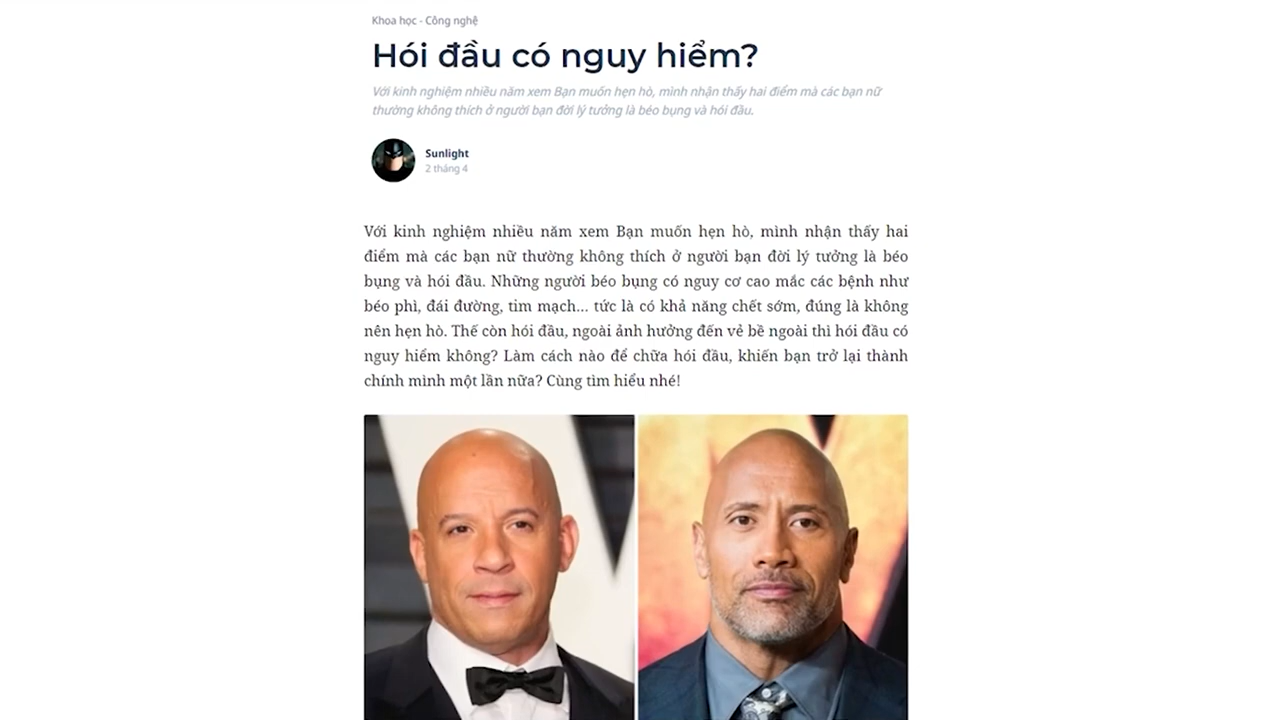 Khoa học - Công nghệ
Hói đầu có nguy hiểm?
Với kinh nghiệm nhiều năm xem Bạn muốn hẹn hò, mình nhận thấy hai điểm mà các bạn nữ
thường không thích ở người bạn đời lý tưởng là béo bụng và hói đầu.
Sunlight
2 tháng 4
Với kinh nghiệm nhiều năm xem Bạn muốn hẹn hò, mình nhận thấy hai
điểm mà các bạn nữ thường không thích ở người bạn đời lý tưởng là béo
bụng và hói đầu. Những người béo bụng có nguy cơ cao mắc các bệnh như
béo phì, đái đường, tim mạch... tức là có khả năng chết sớm, đúng là không
nên hẹn hò. Thế còn hói đầu, ngoài ảnh hưởng đến vẻ bề ngoài thì hói đầu có
nguy hiểm không? Làm cách nào để chữa hói đầu, khiến bạn trở lại thành
chính mình một lần nữa? Cùng tìm hiểu nhé!